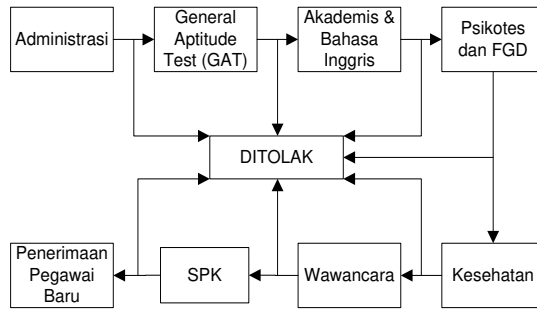 Administrasi
General
Aptitude
Test (GAT)
Akademis &
Bahasa
Inggris
Psikotes
dan FGD
DITOLAK
Penerimaan
Pegawai
Baru
SPK
Wawancara
Kesehatan